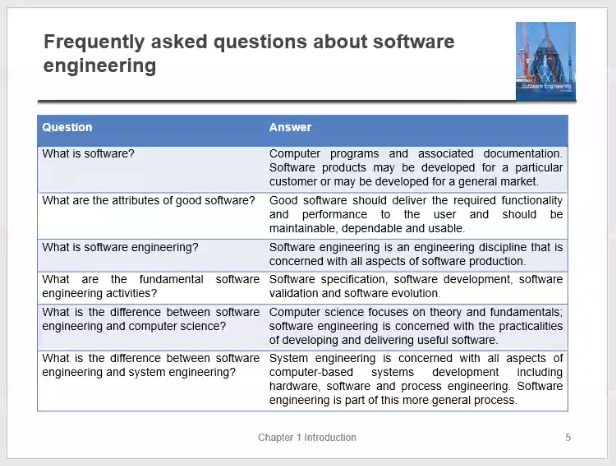 Frequently asked questions about software
engineering
Software Engineering
Question Answer
What is software? Computer programs and associated documentation.
Software products may be developed for a particular
customer or may be developed for a general market.
What are the attributes of good software? Good software should deliver the required functionality
and performance to the user and should be
maintainable, dependable and usable.
What is software engineering? Software engineering is an engineering discipline that is
concerned with all aspects of software production.
What are the fundamental software Software specification, software development, software
engineering activities? validation and software evolution.
What is the difference between software Computer science focuses on theory and fundamentals;
engineering and computer science? software engineering is concerned with the practicalities
of developing and delivering useful software.
What is the difference between software System engineering is concerned with all aspects of
engineering and system engineering? computer-based systems development including
hardware, software and process engineering. Software
engineering is part of this more general process.
Chapter 1 Introduction 5